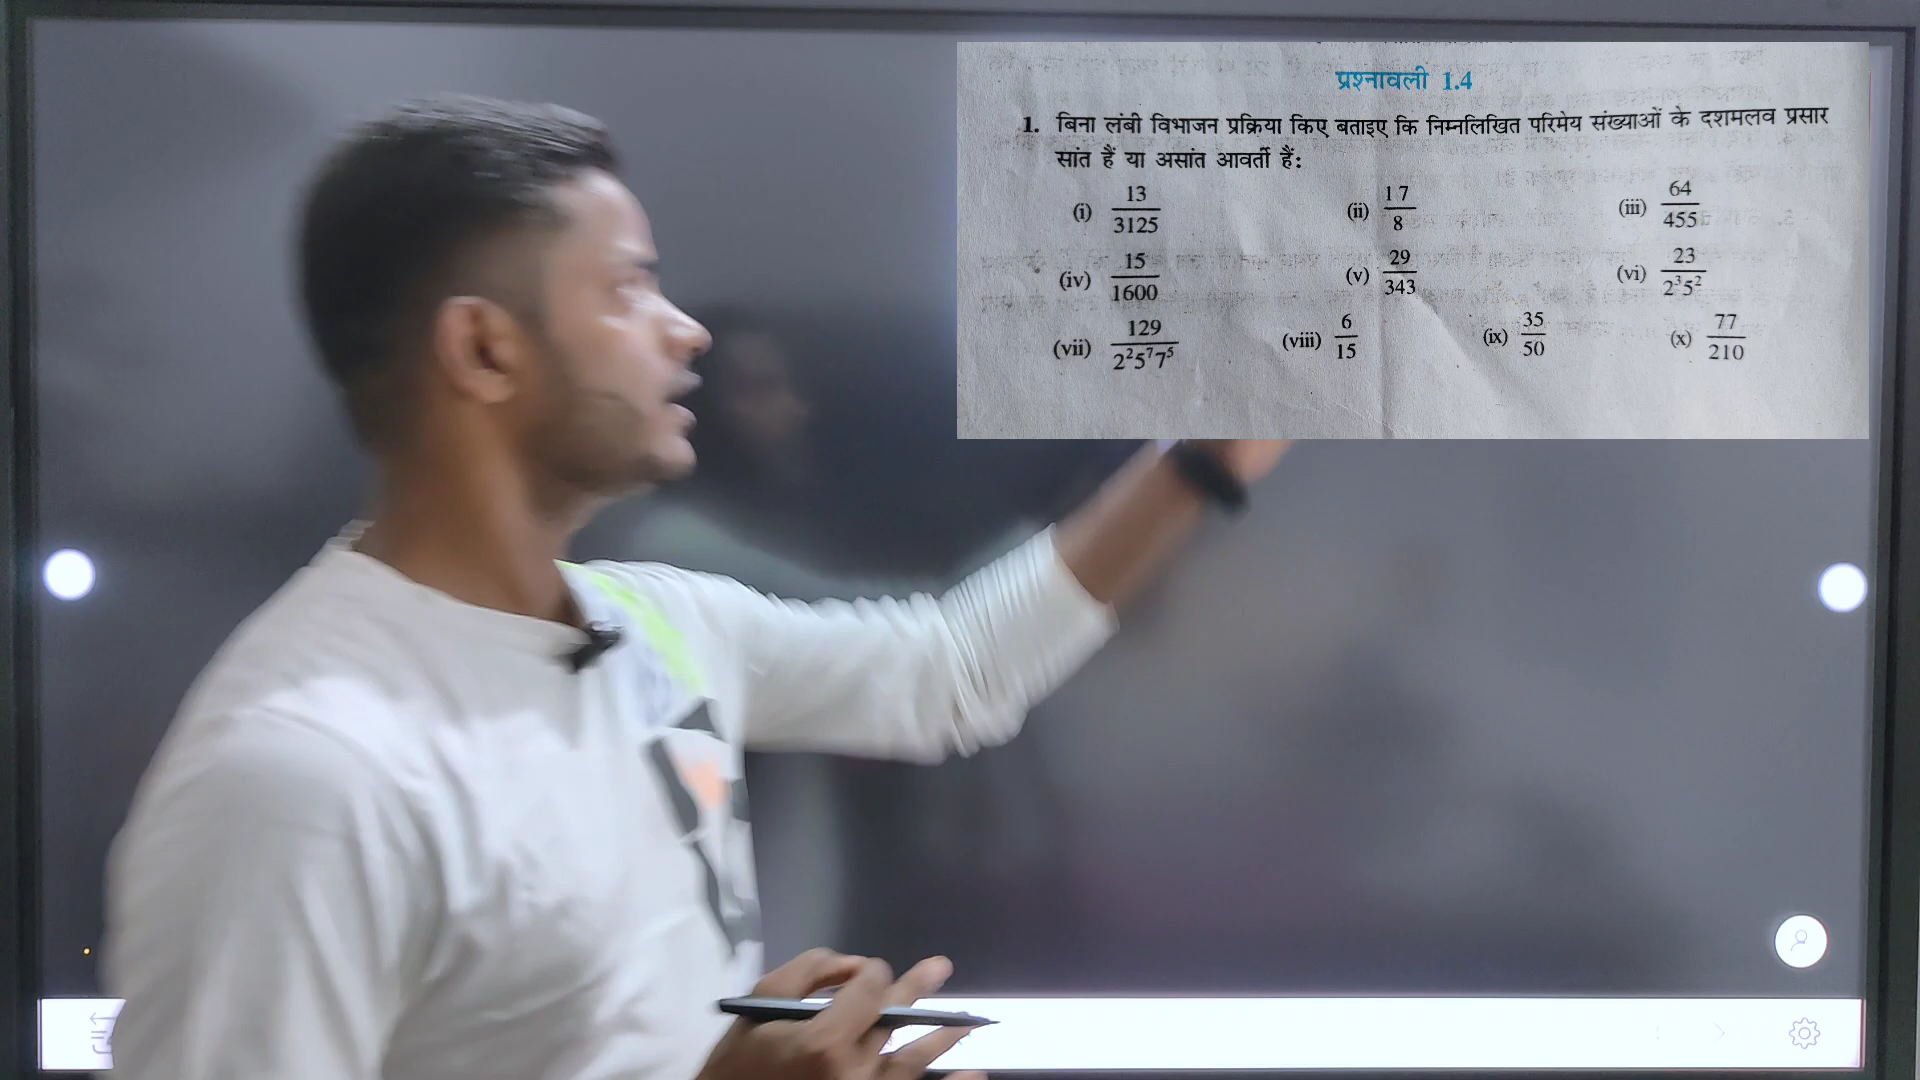 प्रश्नावली 1.4
1. बिना लंबी विभाजन प्रक्रिया किए बताइए कि निम्नलिखित परिमेय संख्याओं के दशमलव प्रसार
सांत हैं या असांत आवर्ती हैं:
(i) 13/3125 (ii) 17/8 (iii) 64/455
(iv) 15/1600 (v) 29/343 (vi) 23/2³5²
(vii) 129/2²5⁷7⁵ (viii) 6/15 (ix) 35/50 (x) 77/210